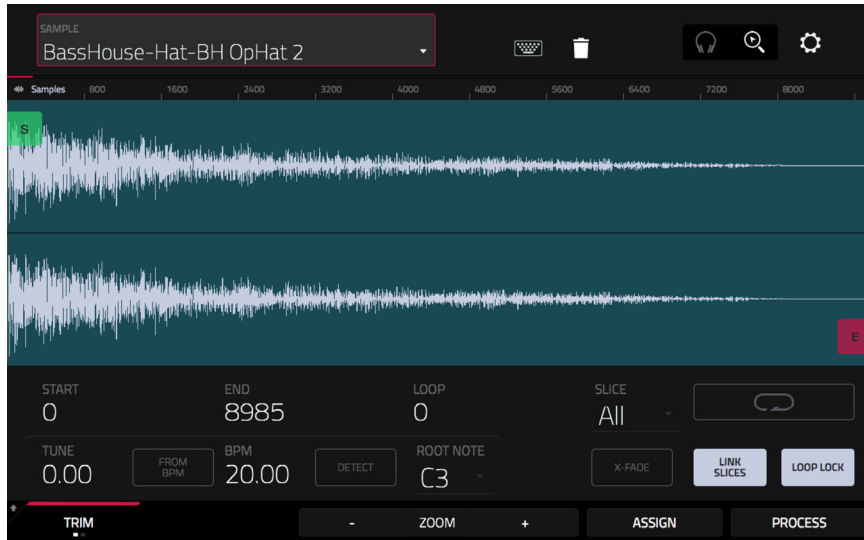 SAMPLE
BassHouse-Hat-BH OpHat 2
Samples 800 1600 2400 3200 4000 4800 5600 6400 7200 8000
S
E
START END LOOP SLICE
0 8985 0 All
TUNE BPM ROOT NOTE
0.00 FROM BPM 20.00 DETECT C3 X-FADE LINK SLICES LOOP LOCK
TRIM - ZOOM + ASSIGN PROCESS